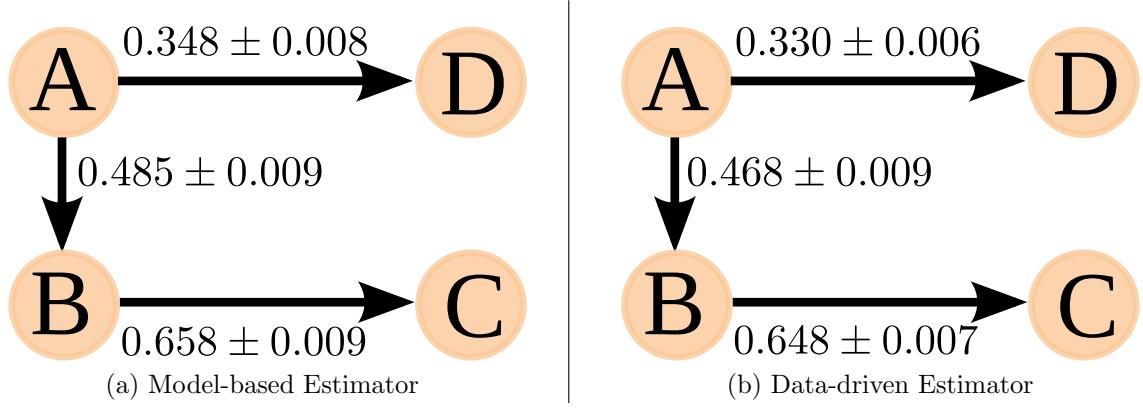 A
0.348 ± 0.008
D
0.485 ± 0.009
B
0.658 ± 0.009
C
(a) Model-based Estimator
A
0.330 ± 0.006
D
0.468 ± 0.009
B
0.648 ± 0.007
C
(b) Data-driven Estimator